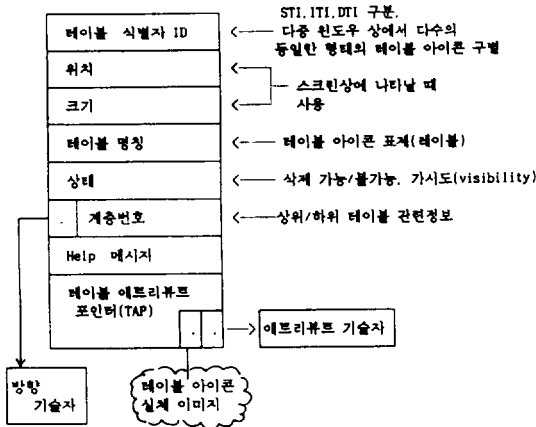 STI, ITI, DTI 구분,
테이블 식별자 ID
다중 윈도우 상에서 다수의
동일한 형태의 테이블 아이콘 구별
위치
스크린상에 나타날 때
사용
크기
테이블 명칭
테이블 아이콘 표제(레이블)
상태
삭제 가능/불가능, 가시도(visibility)
계층번호
상위/하위 테이블 관련정보
Help 메시지
테이블 애트리뷰트
포인터(TAP)
애트리뷰트 기술자
방향
기술자
테이블 아이콘
실체 이미지